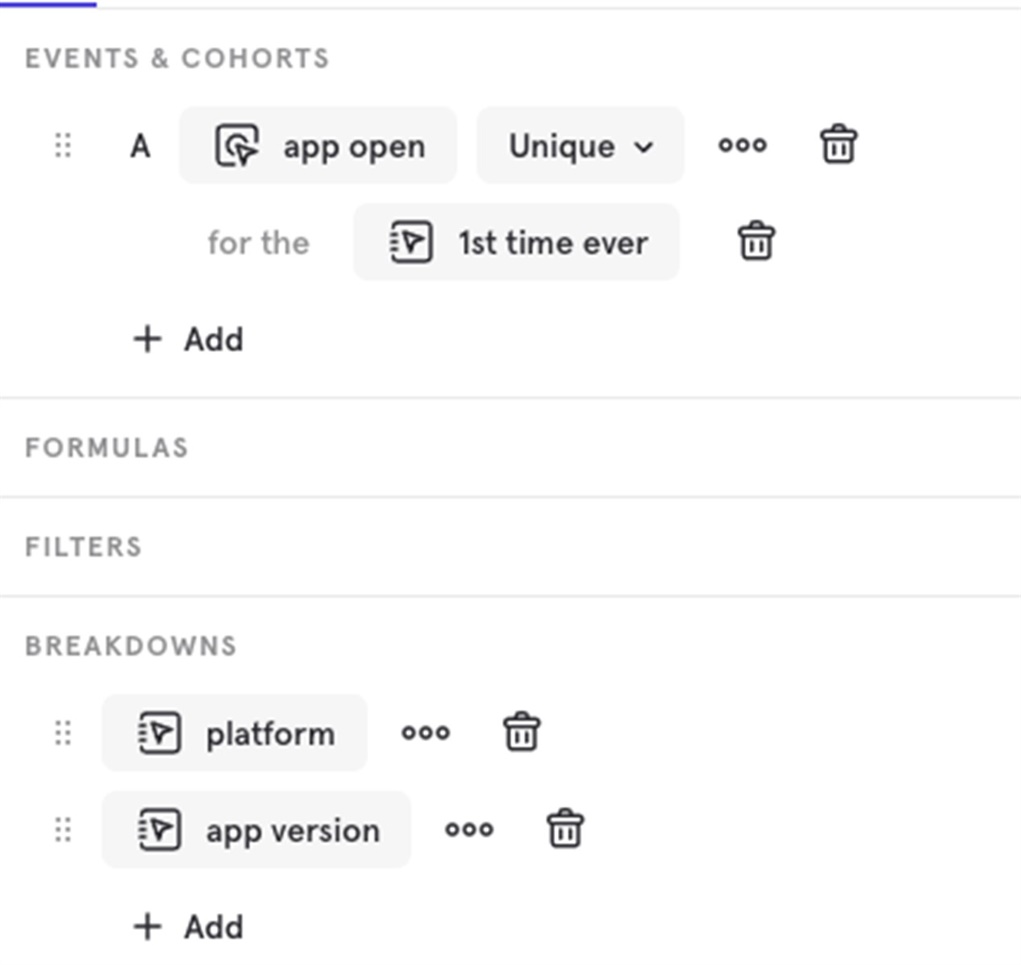 EVENTS & COHORTS
A app open Unique
for the 1st time ever
+ Add
FORMULAS
FILTERS
BREAKDOWNS
platform
app version
+ Add